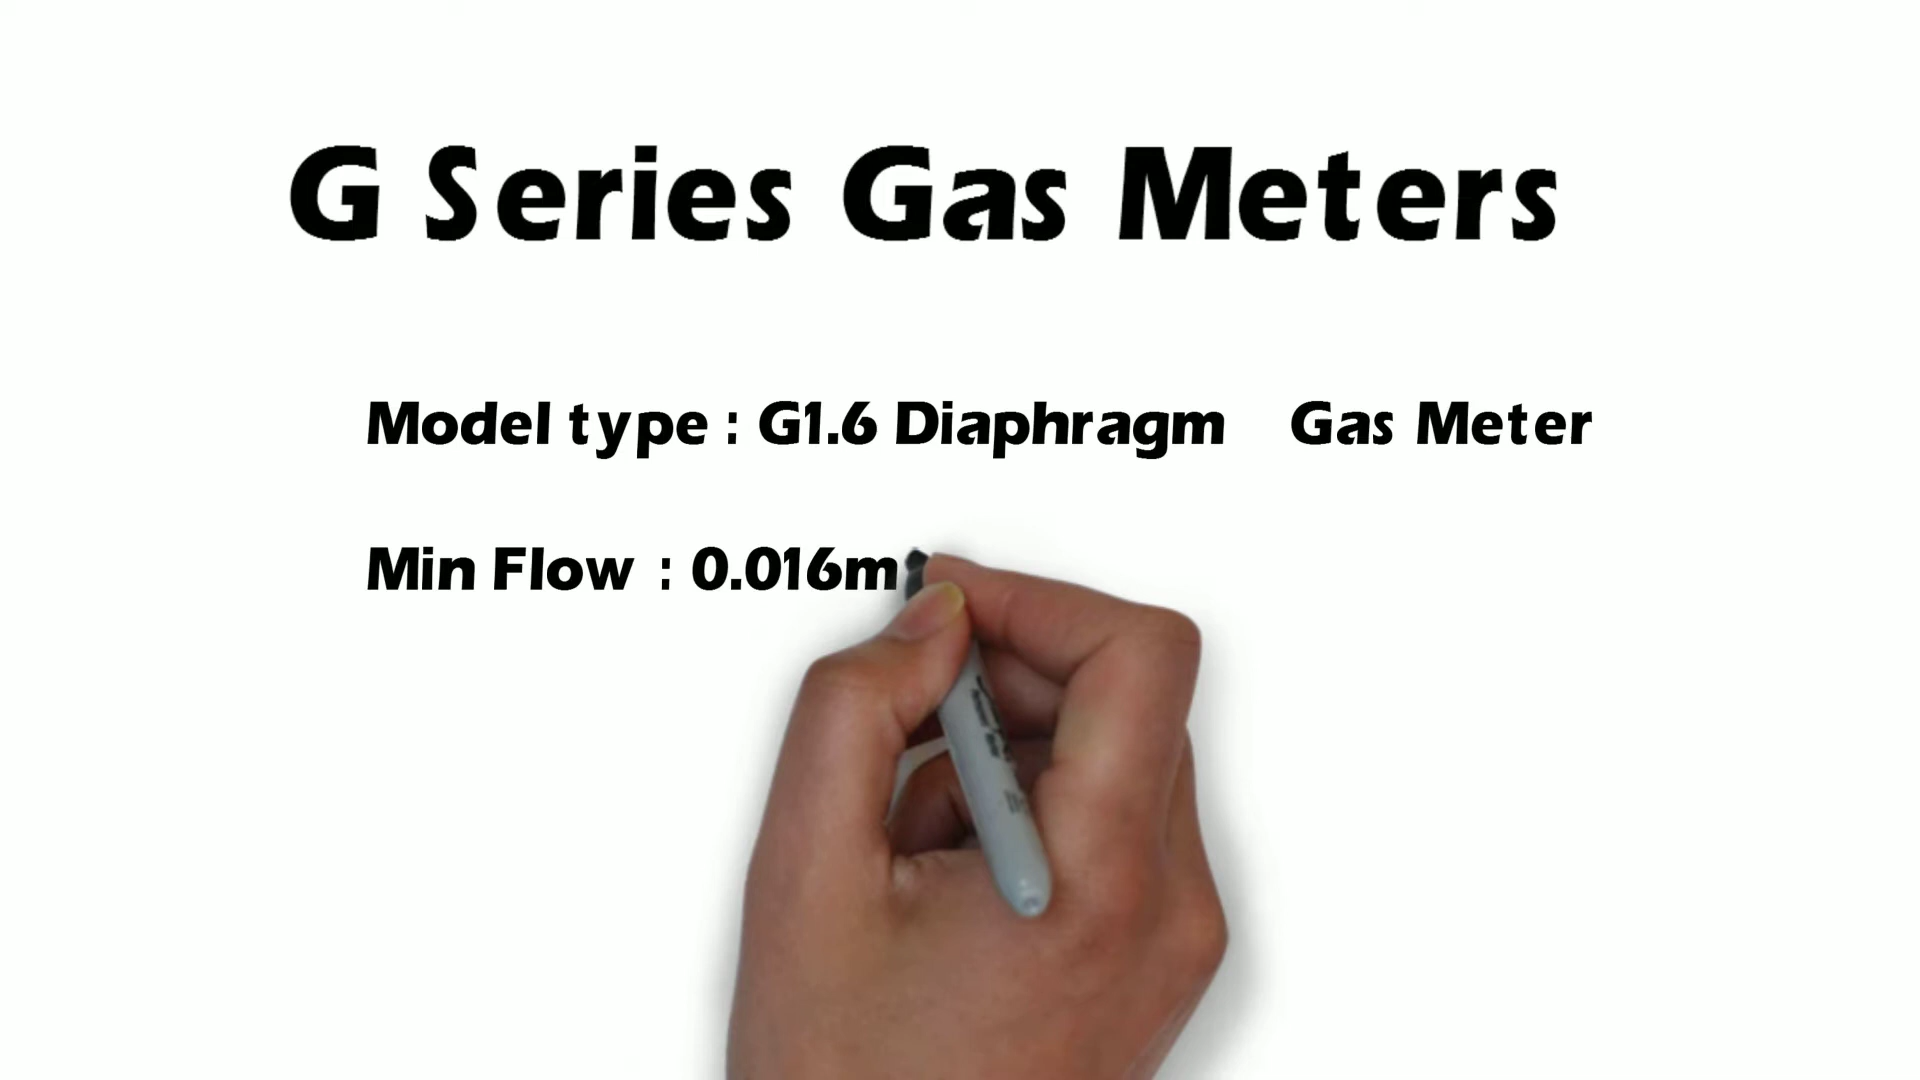 G Series Gas Meters
Model type : G1.6 Diaphragm Gas Meter
Min Flow : 0.016m